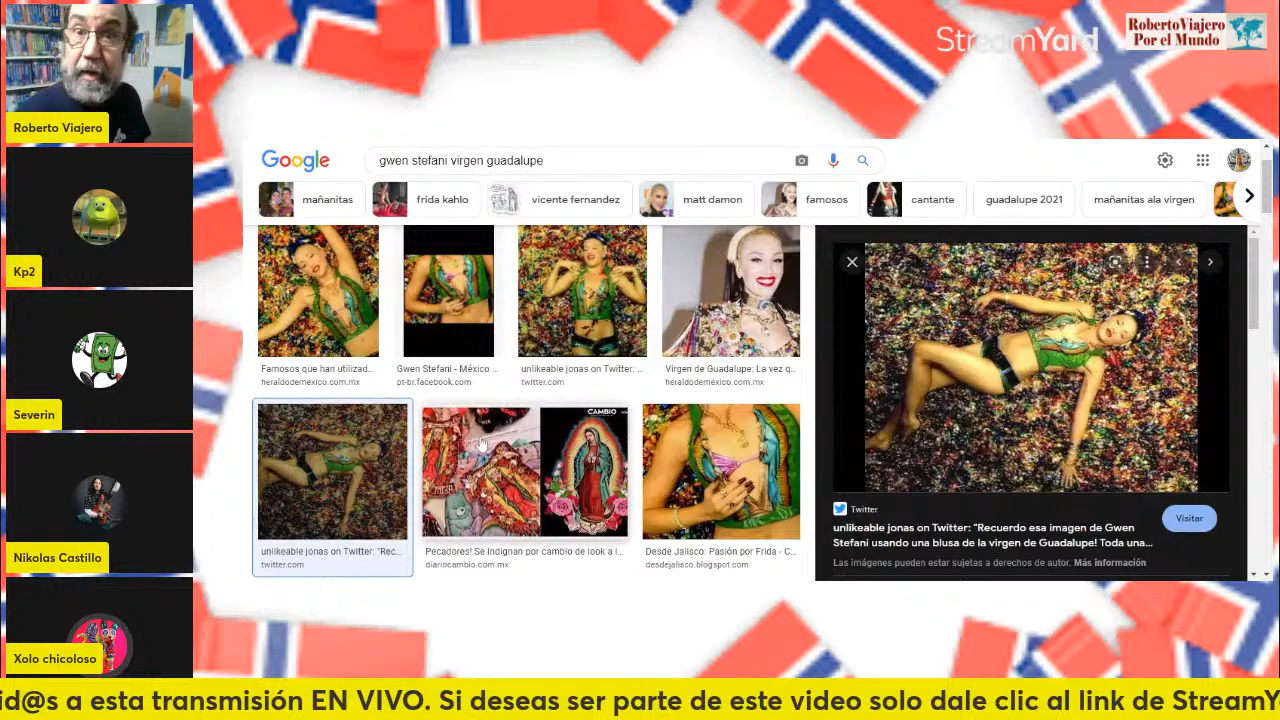 StreamYard
RobertoViajero
Por el Mundo
Roberto Viajero
Kp2
Severin
Nikolas Castillo
Xolo chicoloso
Google
gwen stefani virgen guadalupe
mañanitas
frida kahlo
vicente fernandez
matt damon
famosos
cantante
guadalupe 2021
mañanitas ala virgen
Famosos que han utilizad...
heraldodemexico.com.mx
Gwen Stefani - México ...
pt-br.facebook.com
unlikeable jonas on Twitter: ...
twitter.com
Virgen de Guadalupe: La vez q...
heraldodemexico.com.mx
CAMBIO
unlikeable jonas on Twitter: "Rec...
twitter.com
Pecadores! Se indignan por cambio de look a l...
diariocambio.com.mx
Desde Jalisco: Pasión por Frida - C...
desdejalisco.blogspot.com
Twitter
unlikeable jonas on Twitter: "Recuerdo esa imagen de Gwen
Stefani usando una blusa de la virgen de Guadalupe! Toda una...
Visitar
Las imágenes pueden estar sujetas a derechos de autor. Más información
id@s a esta transmisión EN VIVO. Si deseas ser parte de este video solo dale clic al link de StreamY